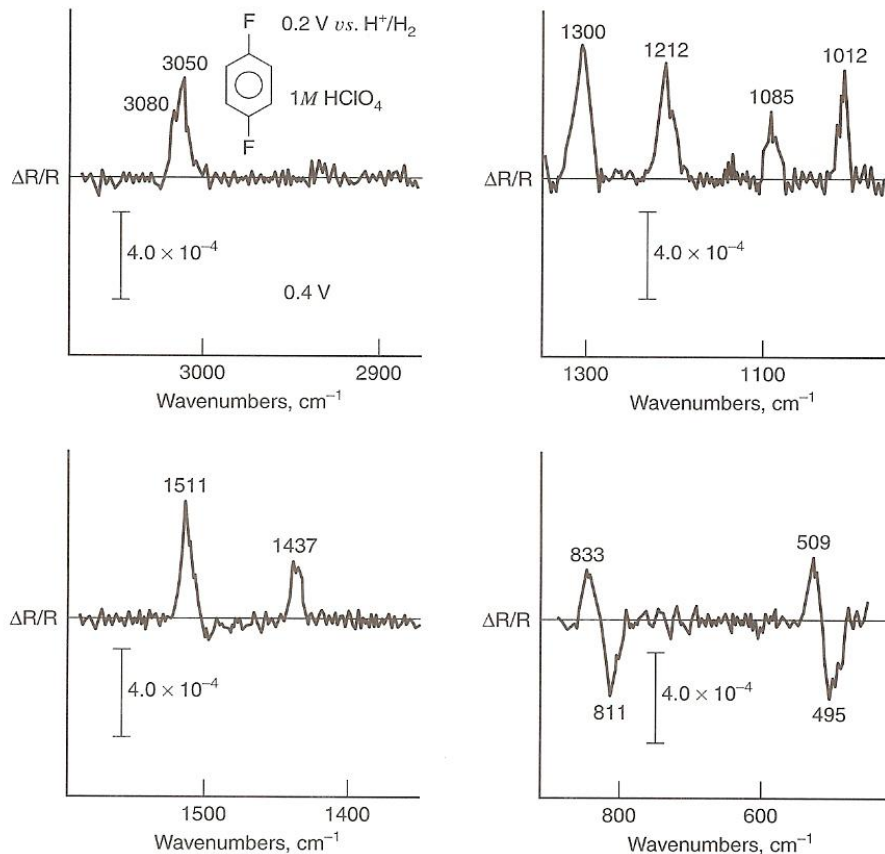 F
0.2 V vs. H⁺/H₂
3050
3080
1M HClO₄
F
ΔR/R
4.0 × 10⁻⁴
0.4 V
3000
2900
Wavenumbers, cm⁻¹
1300
1212
1085
1012
ΔR/R
4.0 × 10⁻⁴
1300
1100
Wavenumbers, cm⁻¹
1511
1437
ΔR/R
4.0 × 10⁻⁴
1500
1400
Wavenumbers, cm⁻¹
833
509
ΔR/R
4.0 × 10⁻⁴
811
495
800
600
Wavenumbers, cm⁻¹